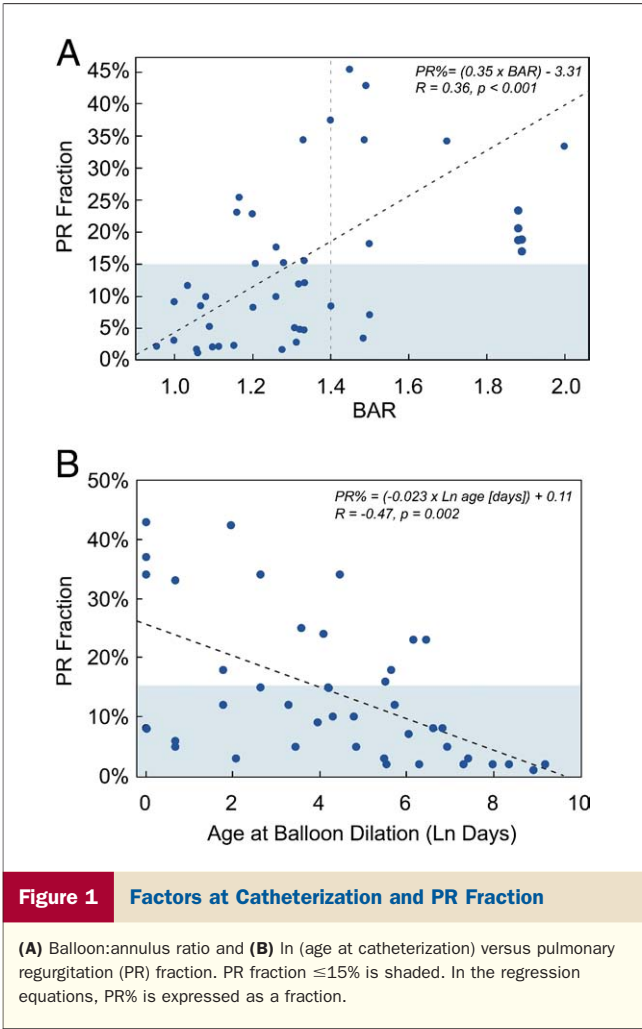 A
PR%= (0.35 x BAR) - 3.31
R = 0.36, p < 0.001
45%
40%
35%
30%
25%
20%
15%
10%
5%
0%
PR Fraction
1.0 1.2 1.4 1.6 1.8 2.0
BAR
B
PR% = (-0.023 x Ln age [days]) + 0.11
R = -0.47, p = 0.002
50%
40%
30%
20%
10%
0%
PR Fraction
0 2 4 6 8 10
Age at Balloon Dilation (Ln Days)
Figure 1 Factors at Catheterization and PR Fraction
(A) Balloon:annulus ratio and (B) ln (age at catheterization) versus pulmonary
regurgitation (PR) fraction. PR fraction ≤15% is shaded. In the regression
equations, PR% is expressed as a fraction.